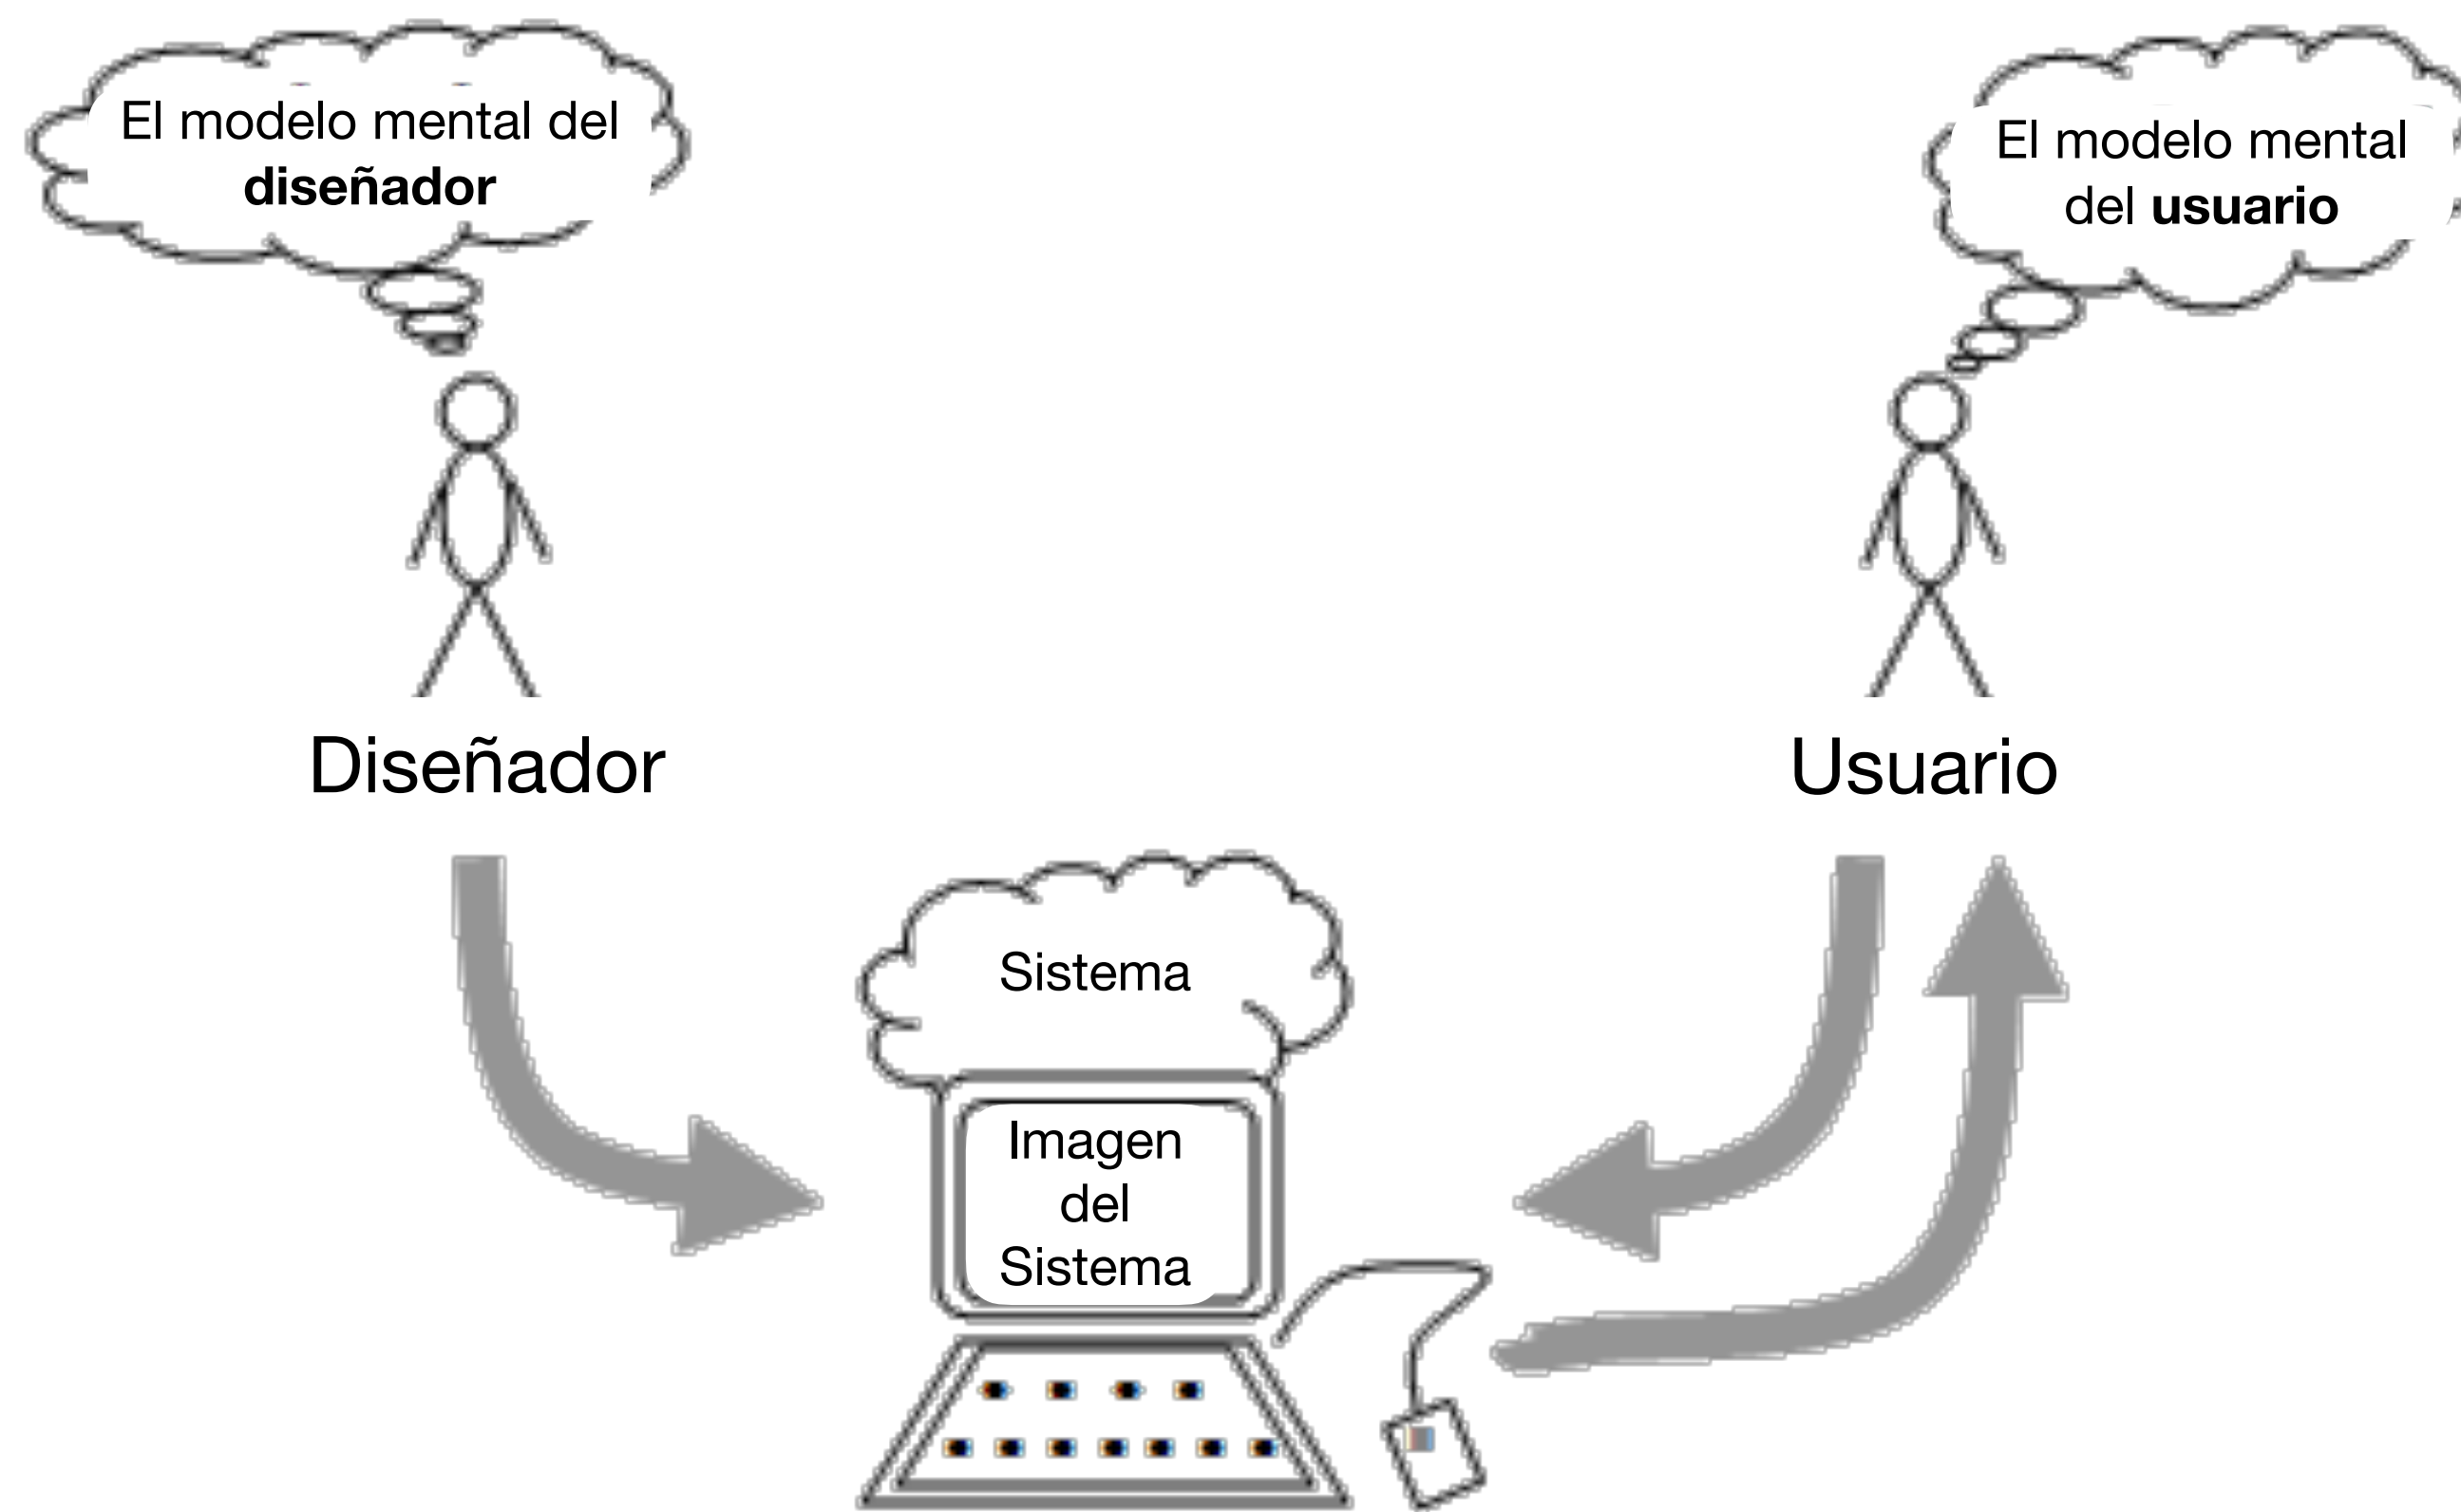 El modelo mental del
diseñador
El modelo mental
del usuario
Diseñador
Usuario
Sistema
Imagen
del
Sistema